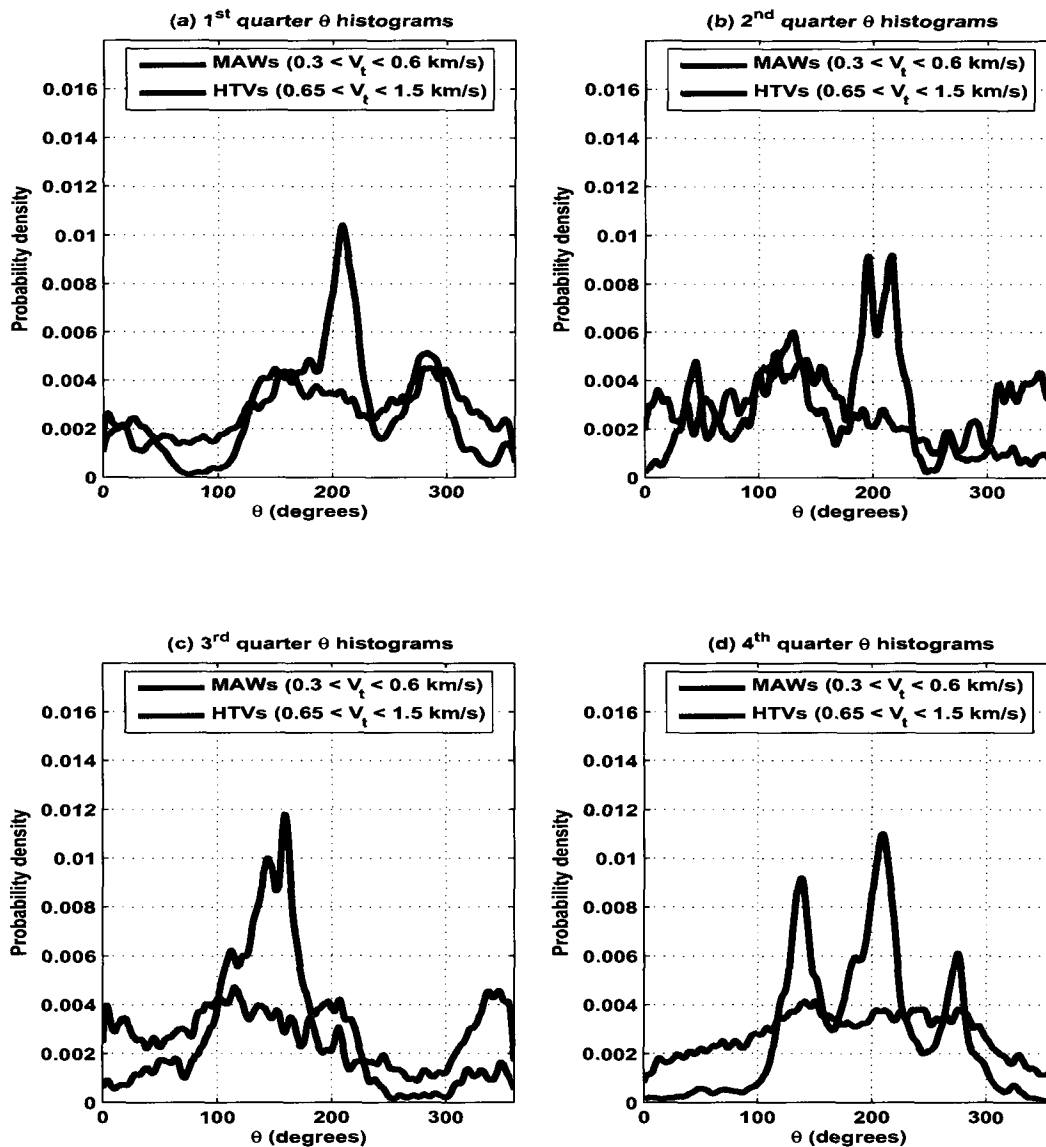 (a) 1st quarter θ histograms
MAWs (0.3 < Vt < 0.6 km/s)
HTVs (0.65 < Vt < 1.5 km/s)
0.016
0.014
0.012
0.01
0.008
0.006
0.004
0.002
0
Probability density
0 100 200 300
θ (degrees)
(b) 2nd quarter θ histograms
MAWs (0.3 < Vt < 0.6 km/s)
HTVs (0.65 < Vt < 1.5 km/s)
0.016
0.014
0.012
0.01
0.008
0.006
0.004
0.002
0
Probability density
0 100 200 300
θ (degrees)
(c) 3rd quarter θ histograms
MAWs (0.3 < Vt < 0.6 km/s)
HTVs (0.65 < Vt < 1.5 km/s)
0.016
0.014
0.012
0.01
0.008
0.006
0.004
0.002
0
Probability density
0 100 200 300
θ (degrees)
(d) 4th quarter θ histograms
MAWs (0.3 < Vt < 0.6 km/s)
HTVs (0.65 < Vt < 1.5 km/s)
0.016
0.014
0.012
0.01
0.008
0.006
0.004
0.002
0
Probability density
0 100 200 300
θ (degrees)